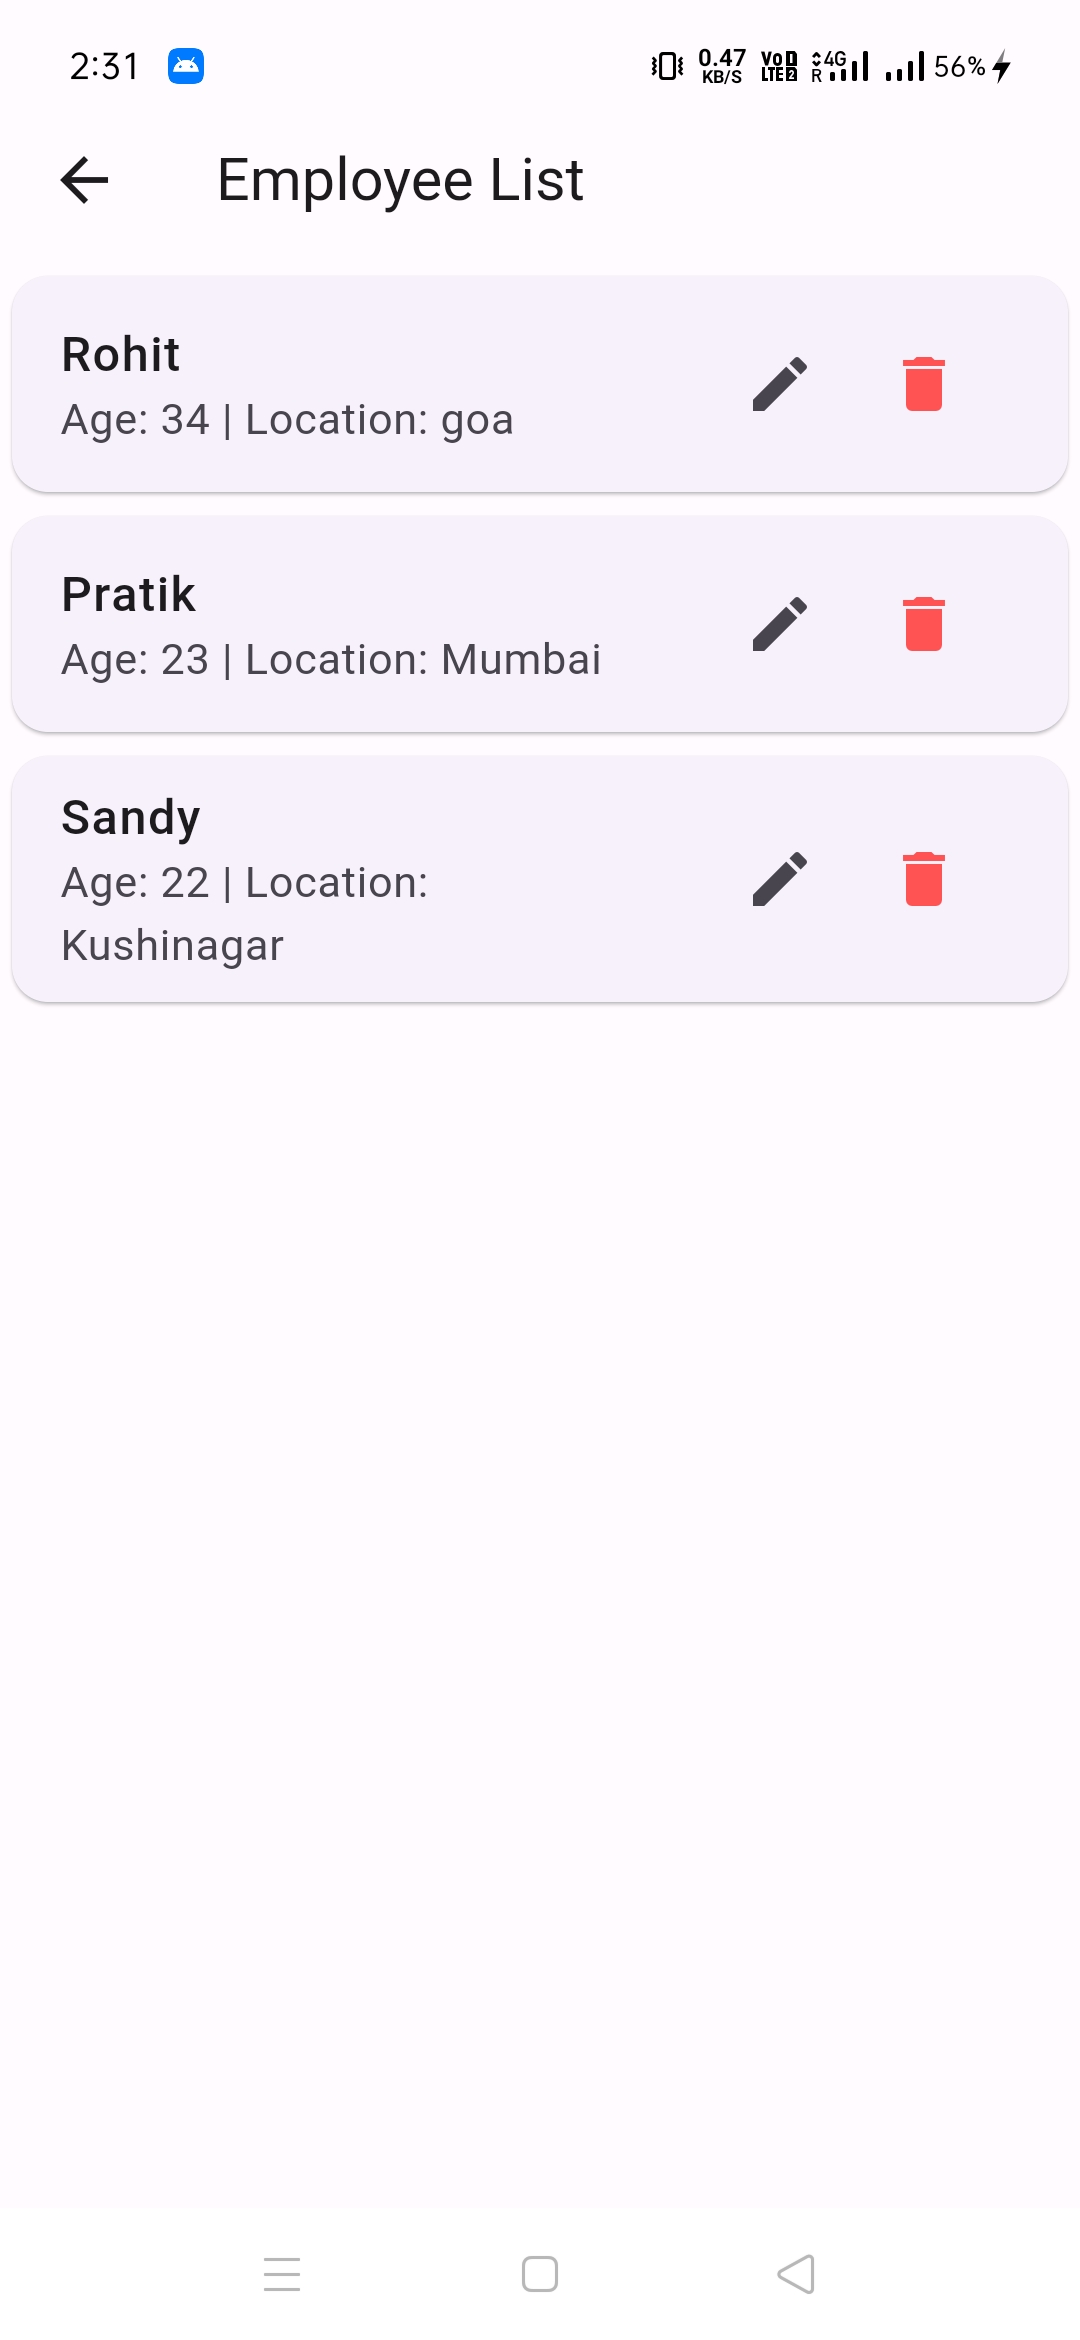 2:31
0.47
KB/S
VoD
LTE2
4G
R
56%
Employee List
Rohit
Age: 34 | Location: goa
Pratik
Age: 23 | Location: Mumbai
Sandy
Age: 22 | Location:
Kushinagar